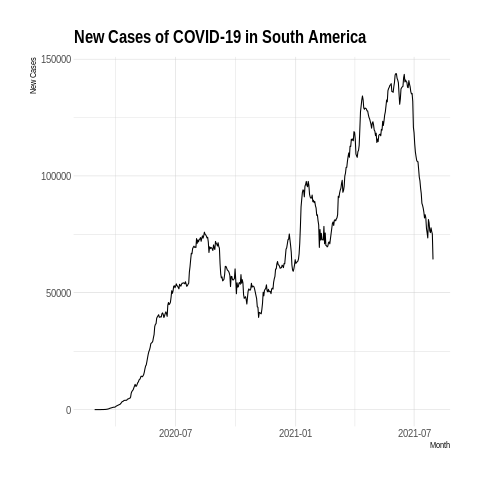 New Cases of COVID-19 in South America
New Cases
150000
100000
50000
0
2020-07
2021-01
2021-07
Month